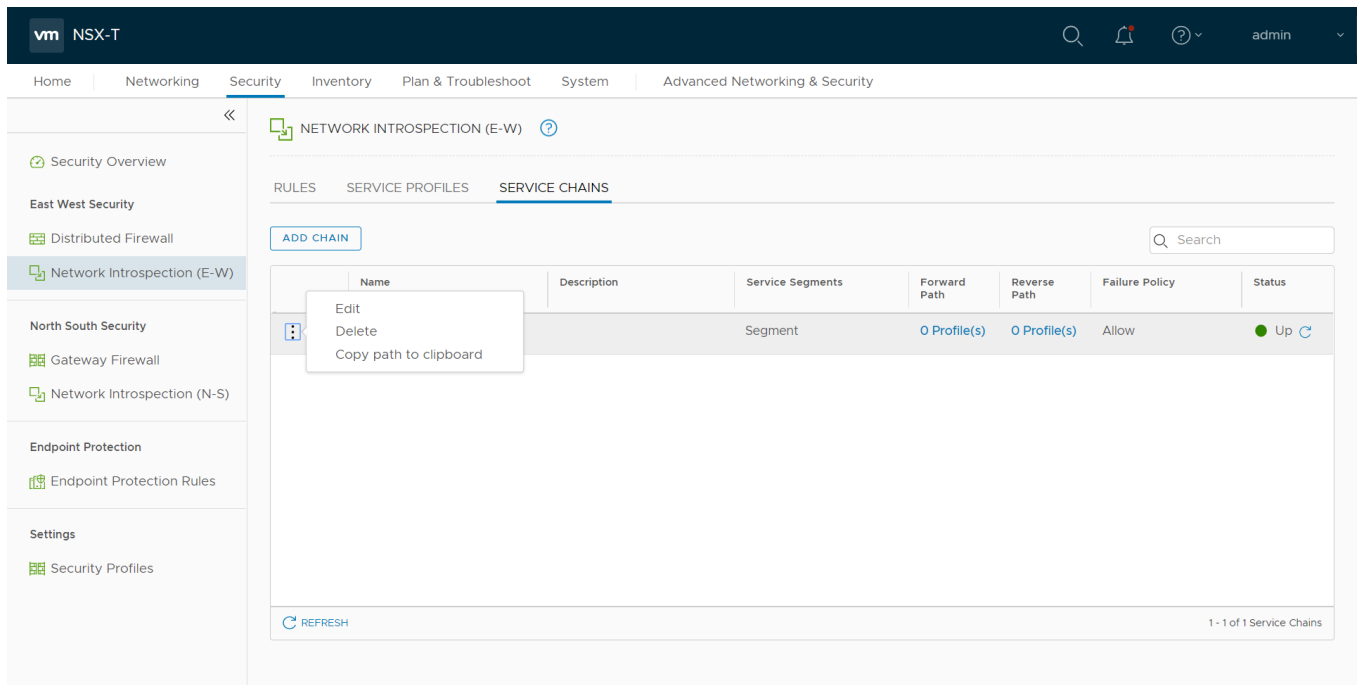 vm NSX-T
admin
Home Networking Security Inventory Plan & Troubleshoot System Advanced Networking & Security
Security Overview
East West Security
Distributed Firewall
Network Introspection (E-W)
North South Security
Gateway Firewall
Network Introspection (N-S)
Endpoint Protection
Endpoint Protection Rules
Settings
Security Profiles
NETWORK INTROSPECTION (E-W) ?
RULES SERVICE PROFILES SERVICE CHAINS
ADD CHAIN
Search
Name Description Service Segments Forward Path Reverse Path Failure Policy Status
Edit
Delete
Copy path to clipboard
Segment 0 Profile(s) 0 Profile(s) Allow Up
REFRESH
1 - 1 of 1 Service Chains